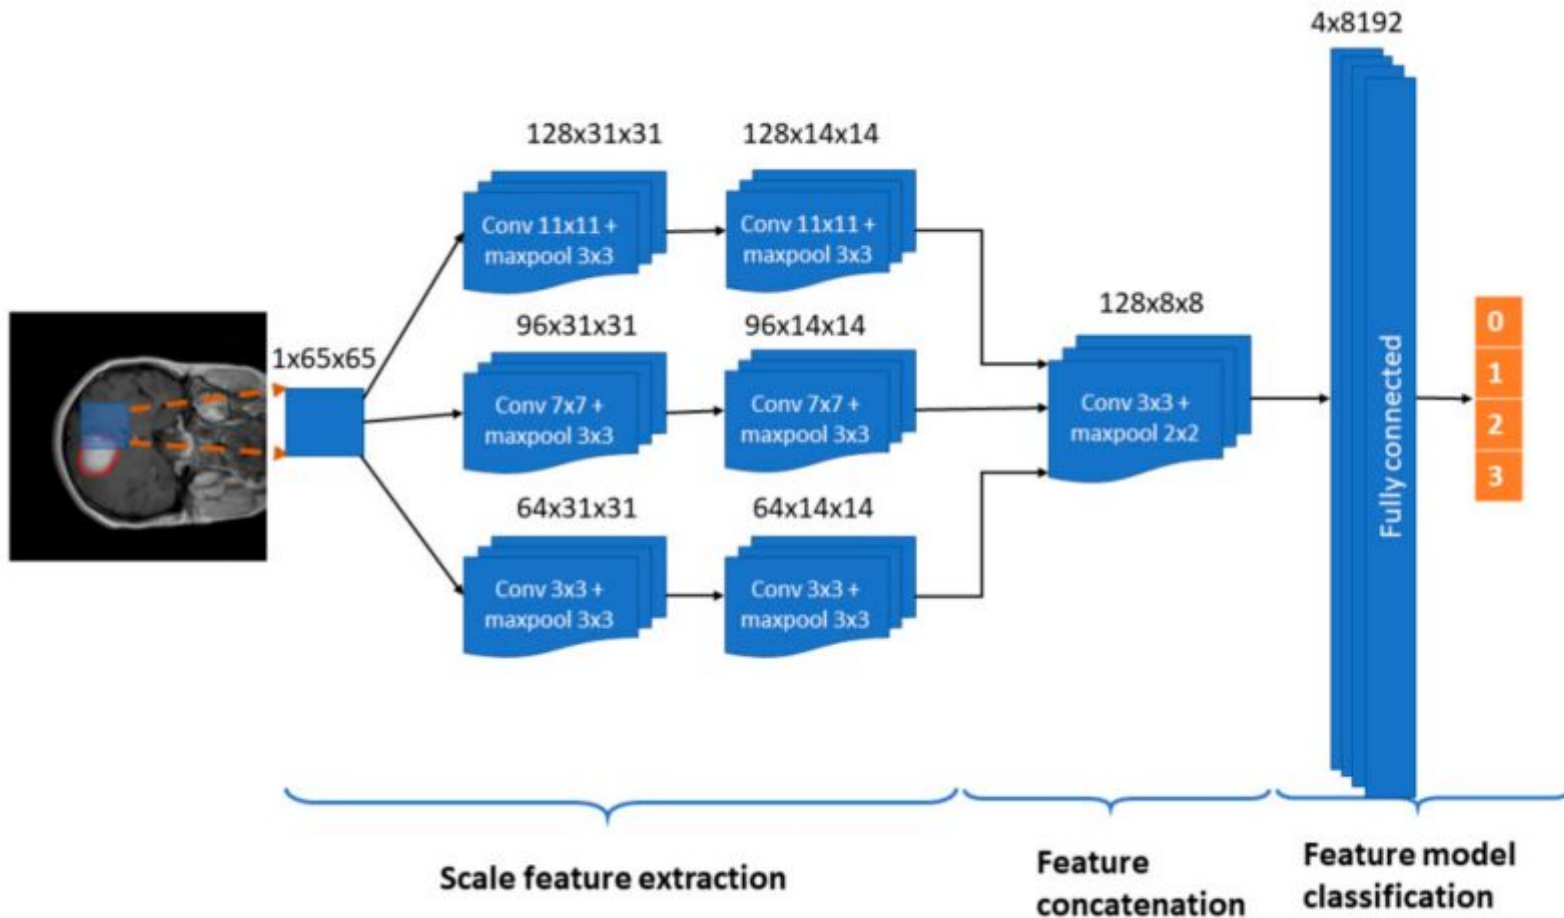 4x8192
128x31x31
128x14x14
Conv 11x11 +
maxpool 3x3
Conv 11x11 +
maxpool 3x3
1x65x65
96x31x31
96x14x14
Conv 7x7 +
maxpool 3x3
Conv 7x7 +
maxpool 3x3
64x31x31
64x14x14
Conv 3x3 +
maxpool 3x3
Conv 3x3 +
maxpool 3x3
128x8x8
Conv 3x3 +
maxpool 2x2
Fully connected
0
1
2
3
Scale feature extraction
Feature
concatenation
Feature model
classification